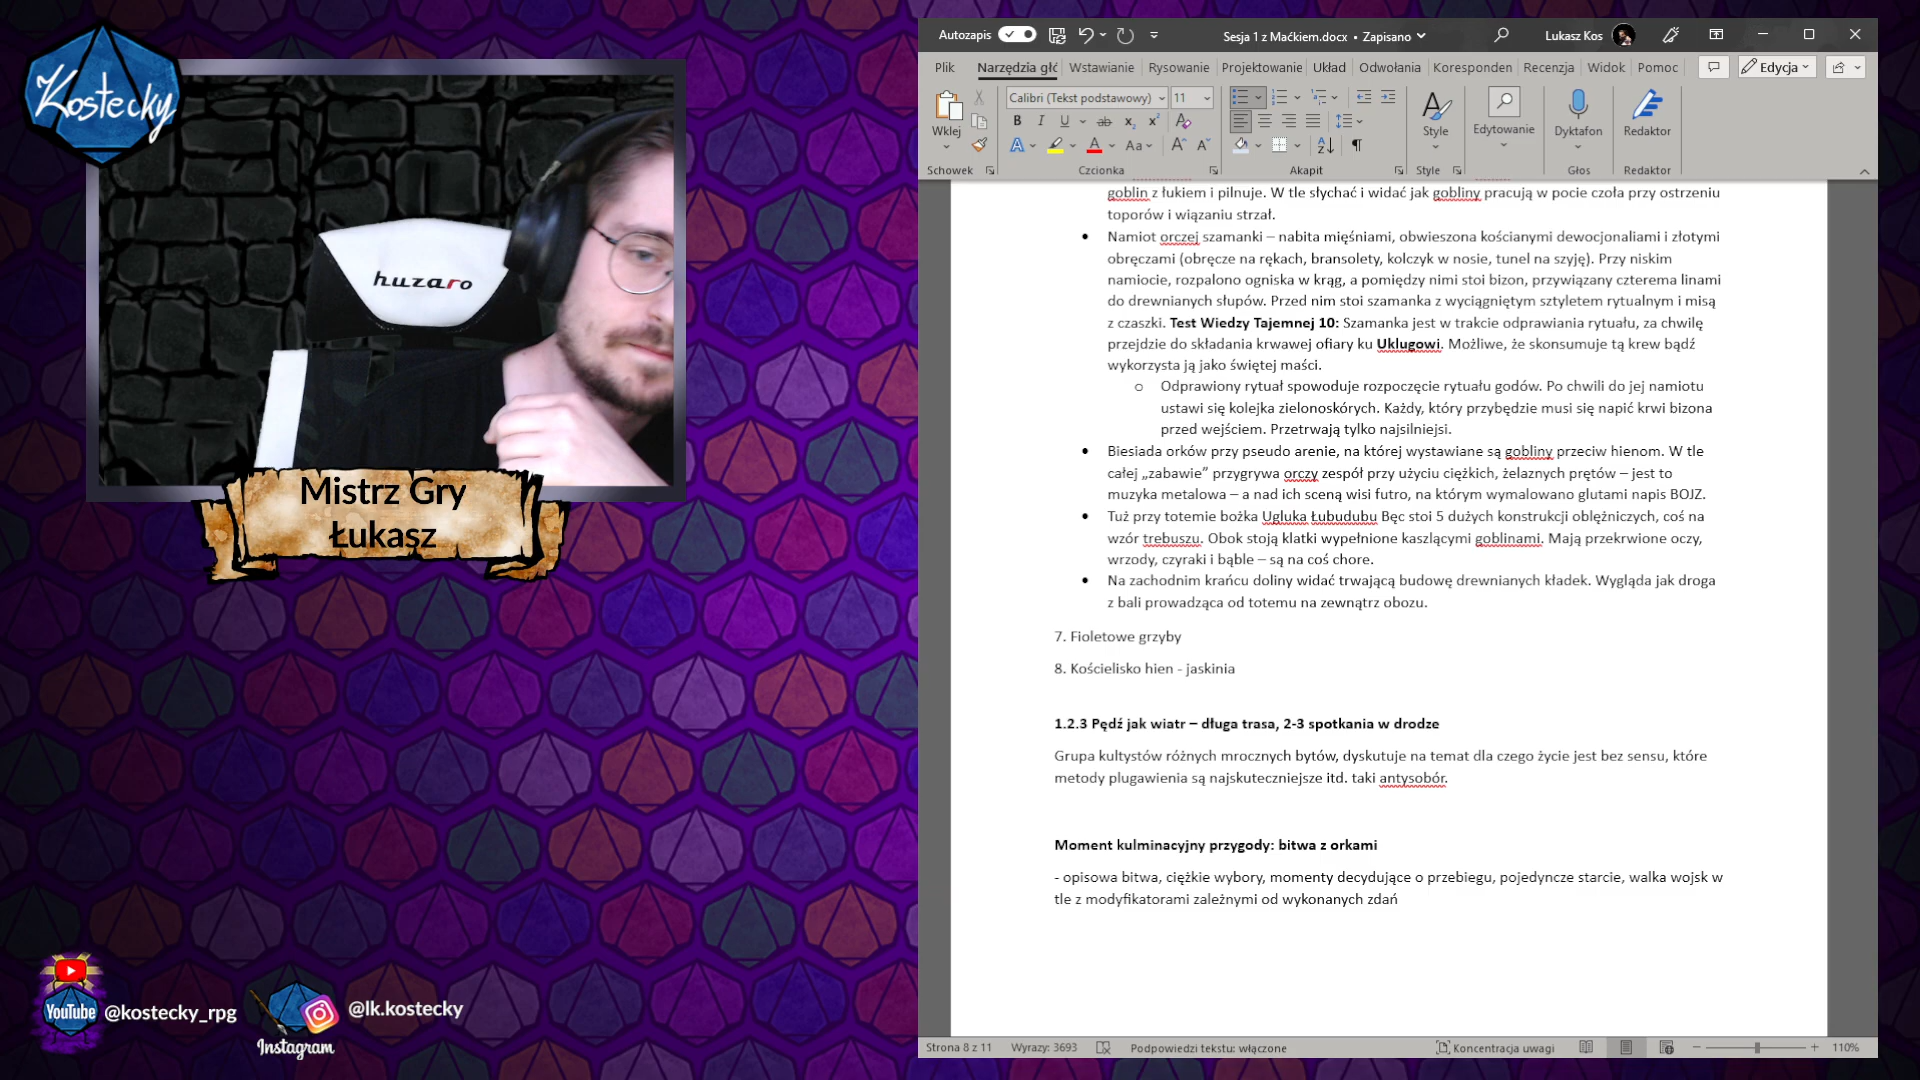 Kostecky
huzaro
Mistrz Gry
Łukasz
YouTube
@kostecky_rpg
Instagram
@lk.kostecky
Autozapis
Sesja 1 z Maćkiem.docx • Zapisano
Lukasz Kos
Plik
Narzędzia głć
Wstawianie
Rysowanie
Projektowanie
Układ
Odwołania
Koresponden
Recenzja
Widok
Pomoc
Edycja
Wklej
Calibri (Tekst podstawowy)
11
Style
Edytowanie
Dyktafon
Redaktor
Schowek
Czcionka
Akapit
Style
Głos
Redaktor
goblin z łukiem i pilnuje. W tle słychać i widać jak gobliny pracują w pocie czoła przy ostrzeniu
toporów i wiązaniu strzał.
• Namiot orczej szamanki – nabita mięśniami, obwieszona kościanymi dewocjonaliami i złotymi
obręczami (obręcze na rękach, bransolety, kolczyk w nosie, tunel na szyję). Przy niskim
namiocie, rozpalono ogniska w krąg, a pomiędzy nimi stoi bizon, przywiązany czterema linami
do drewnianych słupów. Przed nim stoi szamanka z wyciągniętym sztyletem rytualnym i misą
z czaszki. Test Wiedzy Tajemnej 10: Szamanka jest w trakcie odprawiania rytuału, za chwilę
przejdzie do składania krwawej ofiary ku Uklugowi. Możliwe, że skonsumuje tą krew bądź
wykorzysta ją jako świętej maści.
o Odprawiony rytuał spowoduje rozpoczęcie rytuału godów. Po chwili do jej namiotu
ustawi się kolejka zielonoskórych. Każdy, który przybędzie musi się napić krwi bizona
przed wejściem. Przetrwają tylko najsilniejsi.
• Biesiada orków przy pseudo arenie, na której wystawiane są gobliny przeciw hienom. W tle
całej „zabawie” przygrywa orczy zespół przy użyciu ciężkich, żelaznych prętów – jest to
muzyka metalowa – a nad ich sceną wisi futro, na którym wymalowano glutami napis BOJZ.
• Tuż przy totemie bożka Ugluka Łubudubu Bęc stoi 5 dużych konstrukcji oblężniczych, coś na
wzór trebuszu. Obok stoją klatki wypełnione kaszlącymi goblinami. Mają przekrwione oczy,
wrzody, czyraki i bąble – są na coś chore.
• Na zachodnim krańcu doliny widać trwającą budowę drewnianych kładek. Wygląda jak droga
z bali prowadząca od totemu na zewnątrz obozu.
7. Fioletowe grzyby
8. Kościelisko hien - jaskinia
1.2.3 Pędź jak wiatr – długa trasa, 2-3 spotkania w drodze
Grupa kultystów różnych mrocznych bytów, dyskutuje na temat dla czego życie jest bez sensu, które
metody plugawienia są najskuteczniejsze itd. taki antysobór.
Moment kulminacyjny przygody: bitwa z orkami
- opisowa bitwa, ciężkie wybory, momenty decydujące o przebiegu, pojedyncze starcie, walka wojsk w
tle z modyfikatorami zależnymi od wykonanych zdań
Strona 8 z 11
Wyrazy: 3693
Podpowiedzi tekstu: włączone
Koncentracja uwagi
110%